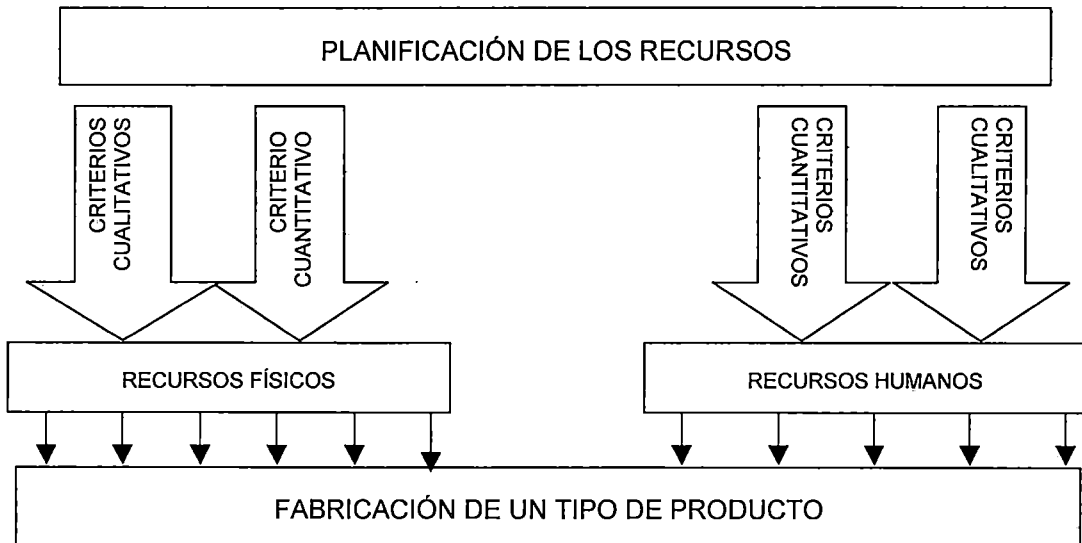 PLANIFICACIÓN DE LOS RECURSOS
CRITERIOS
CUALITATIVOS
CRITERIO
CUANTITATIVO
CRITERIOS
CUANTITATIVOS
CRITERIOS
CUALITATIVOS
RECURSOS FÍSICOS
RECURSOS HUMANOS
FABRICACIÓN DE UN TIPO DE PRODUCTO